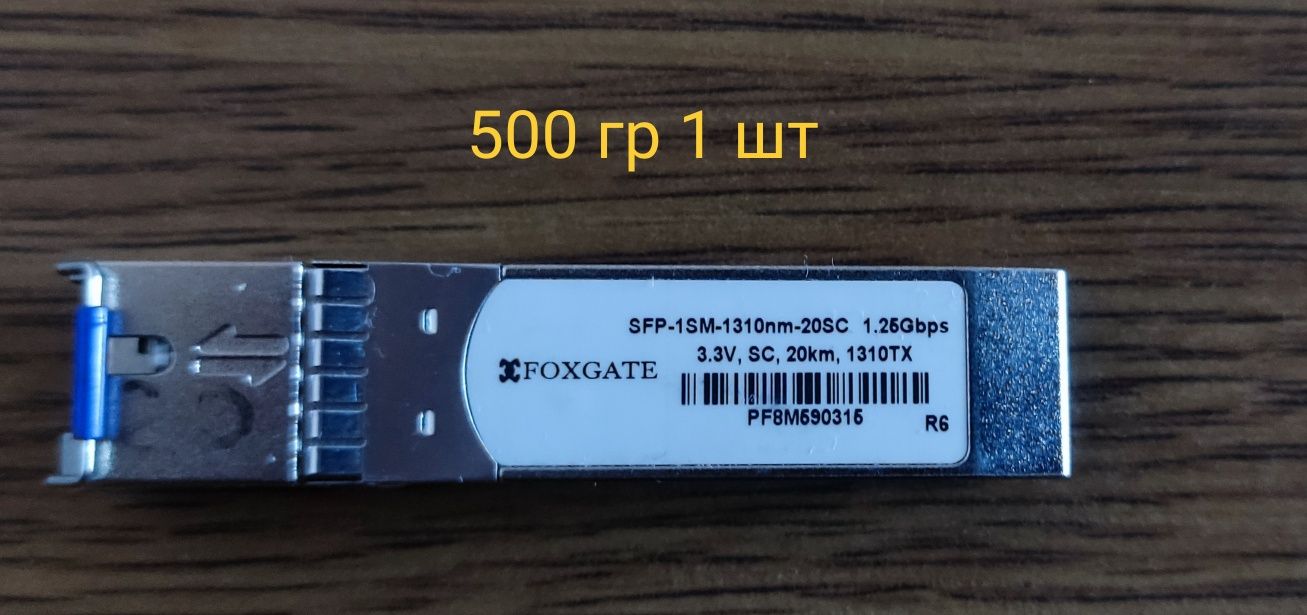 500 гр 1 шт
SFP-1SM-1310nm-20SC 1.25Gbps
3.3V, SC, 20km, 1310TX
FOXGATE
PF8M590315
R6